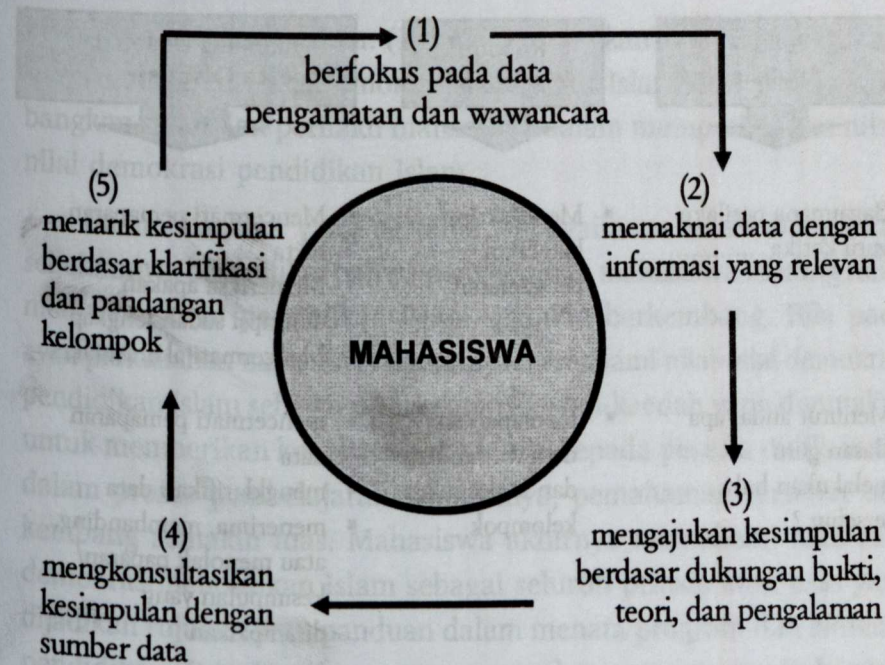 (1)
berfokus pada data
pengamatan dan wawancara
(2)
memaknai data dengan
informasi yang relevan
(3)
mengajukan kesimpulan
berdasar dukungan bukti,
teori, dan pengalaman
(4)
mengkonsultasikan
kesimpulan dengan
sumber data
(5)
menarik kesimpulan
berdasar klarifikasi
dan pandangan
kelompok
MAHASISWA